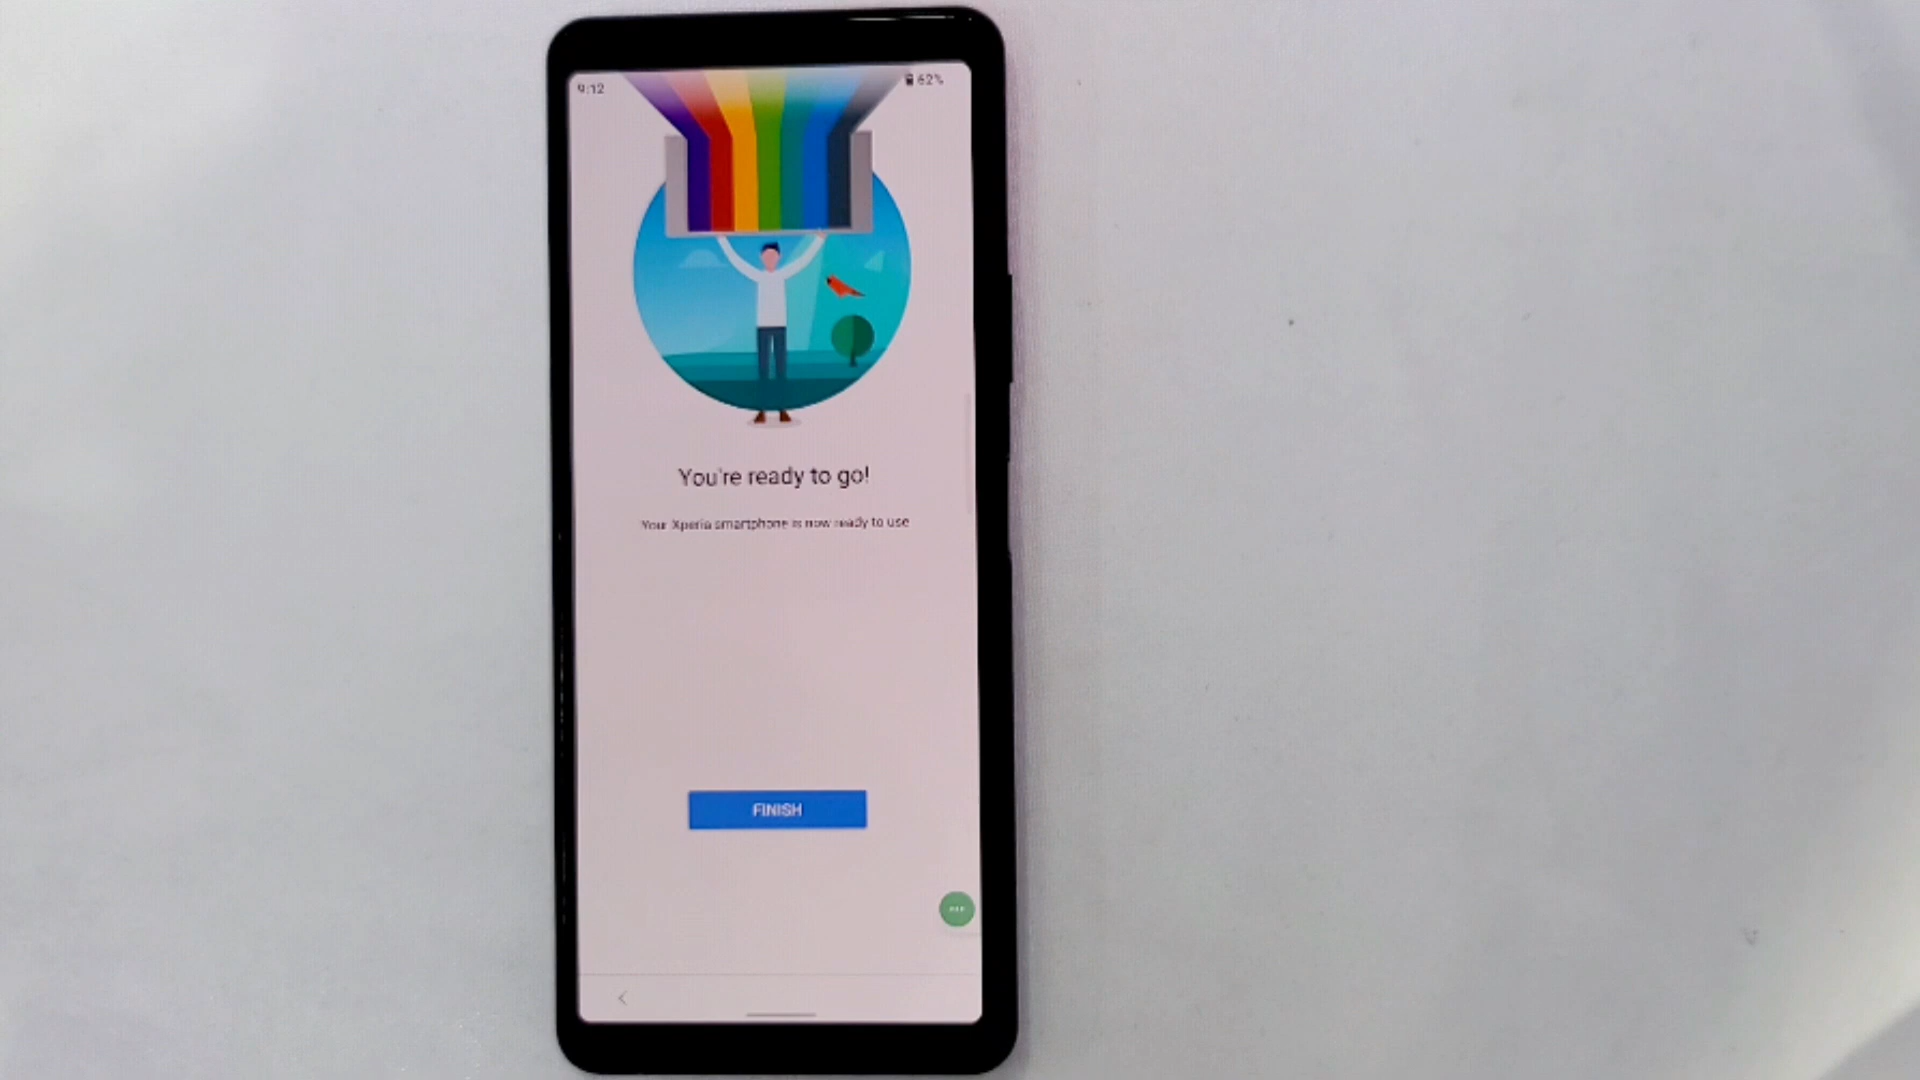 9:12
62%
You're ready to go!
Your Xperia smartphone is now ready to use
FINISH